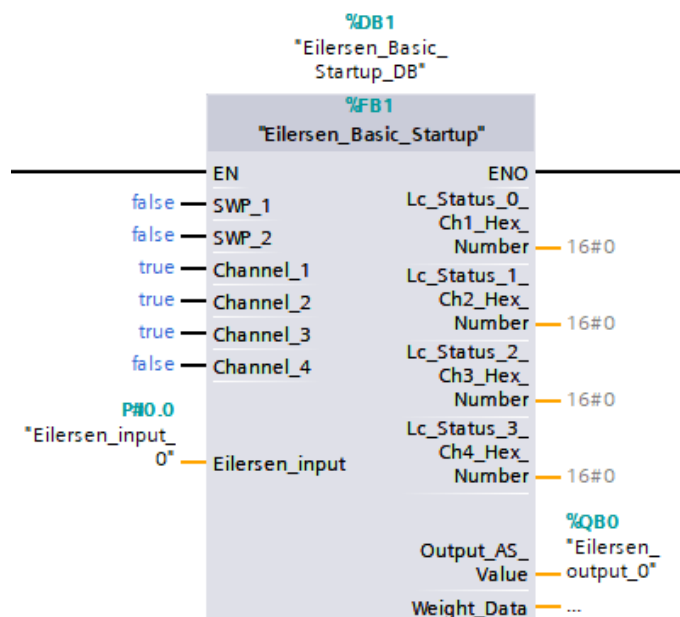 %DB1
"Eilersen_Basic_
Startup_DB"
%FB1
"Eilersen_Basic_Startup"
EN
ENO
false
SWP_1
false
SWP_2
true
Channel_1
true
Channel_2
true
Channel_3
false
Channel_4
P#I0.0
"Eilersen_input_
0"
Eilersen_input
Lc_Status_0_
Ch1_Hex_
Number
16#0
Lc_Status_1_
Ch2_Hex_
Number
16#0
Lc_Status_2_
Ch3_Hex_
Number
16#0
Lc_Status_3_
Ch4_Hex_
Number
16#0
Output_AS_
Value
%QB0
"Eilersen_
output_0"
Weight_Data
...